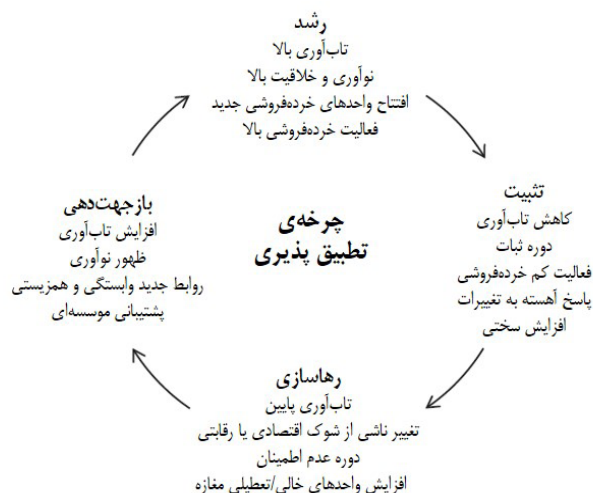 رشد
تاب‌آوری بالا
نوآوری و خلاقیت بالا
افتتاح واحدهای خرده‌فروشی جدید
فعالیت خرده‌فروشی بالا
تثبیت
کاهش تاب‌آوری
دوره ثبات
فعالیت کم خرده‌فروشی
پاسخ آهسته به تغییرات
افزایش سختی
چرخه‌ی
تطبیق پذیری
بازجهت‌دهی
افزایش تاب‌آوری
ظهور نوآوری
روابط جدید وابستگی و همزیستی
پشتیبانی موسسه‌ای
رهاسازی
تاب‌آوری پایین
تغییر ناشی از شوک اقتصادی یا رقابتی
دوره عدم اطمینان
افزایش واحدهای خالی/تعطیلی مغازه